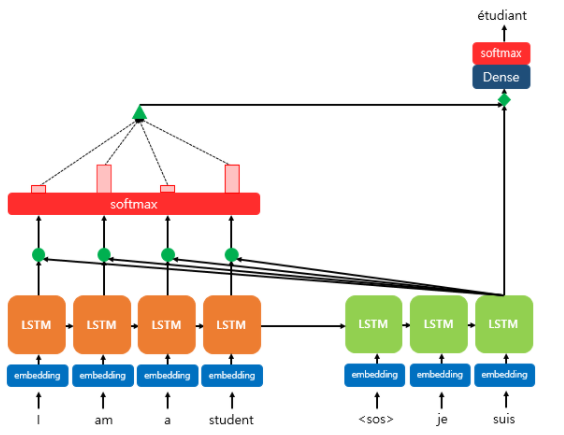 étudiant
softmax
Dense
softmax
LSTM LSTM LSTM LSTM LSTM LSTM LSTM
embedding embedding embedding embedding embedding embedding embedding
I am a student <sos> je suis